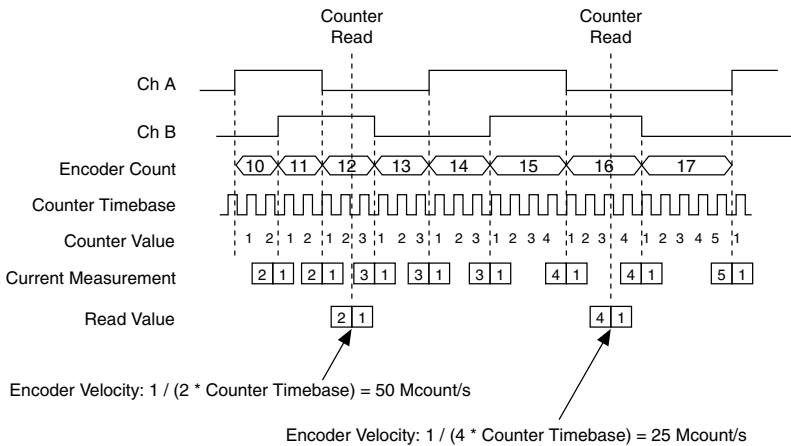 Counter
Read
Counter
Read
Ch A
Ch B
Encoder Count 10 11 12 13 14 15 16 17
Counter Timebase
Counter Value 1 2 1 2 1 2 3 1 2 3 1 2 3 1 2 3 4 1 2 3 4 1 2 3 4 5 1
Current Measurement 2 1 2 1 3 1 3 1 3 1 4 1 4 1 5 1
Read Value 2 1 4 1
Encoder Velocity: 1 / (2 * Counter Timebase) = 50 Mcount/s
Encoder Velocity: 1 / (4 * Counter Timebase) = 25 Mcount/s